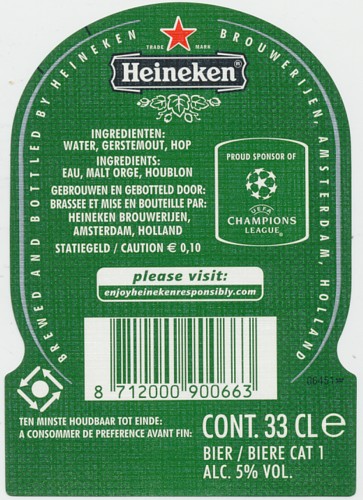 BREWED AND BOTTLED BY HEINEKEN BROUWERIJEN, AMSTERDAM, HOLLAND
TRADE MARK
Heineken®
INGREDIENTEN:
WATER, GERSTEMOUT, HOP
INGREDIENTS:
EAU, MALT ORGE, HOUBLON
GEBROUWEN EN GEBOTTELD DOOR:
BRASSEE ET MISE EN BOUTEILLE PAR:
HEINEKEN BROUWERIJEN,
AMSTERDAM, HOLLAND
STATIEGELD / CAUTION € 0,10
PROUD SPONSOR OF
UEFA
CHAMPIONS
LEAGUE
please visit:
enjoyheinekenresponsibly.com
8 712000 900663
TEN MINSTE HOUDBAAR TOT EINDE:
A CONSOMMER DE PREFERENCE AVANT FIN:
CONT. 33 CL e
BIER / BIERE CAT 1
ALC. 5% VOL.